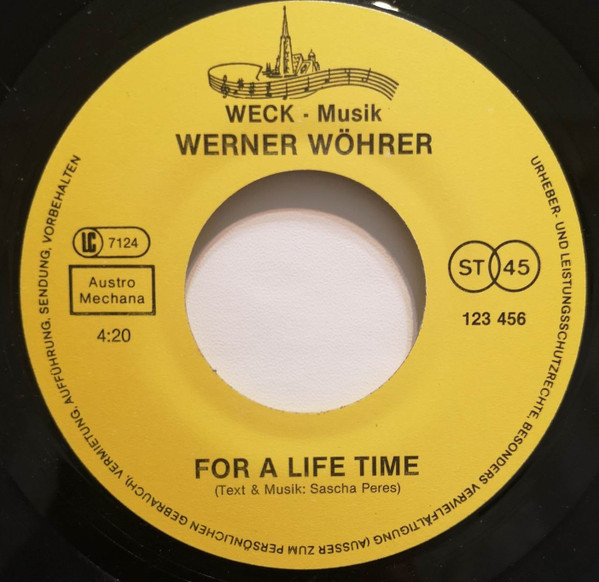 WECK - Musik
WERNER WÖHRER
LC 7124
Austro
Mechana
4:20
ST 45
123 456
FOR A LIFE TIME
(Text & Musik: Sascha Peres)
URHEBER- UND LEISTUNGSSCHUTZRECHTE, BESONDERS VERVIELFÄLTIGUNG (AUSSER ZUM PERSÖNLICHEN GEBRAUCH), VERMIETUNG, AUFFÜHRUNG, SENDUNG, VORBEHALTEN